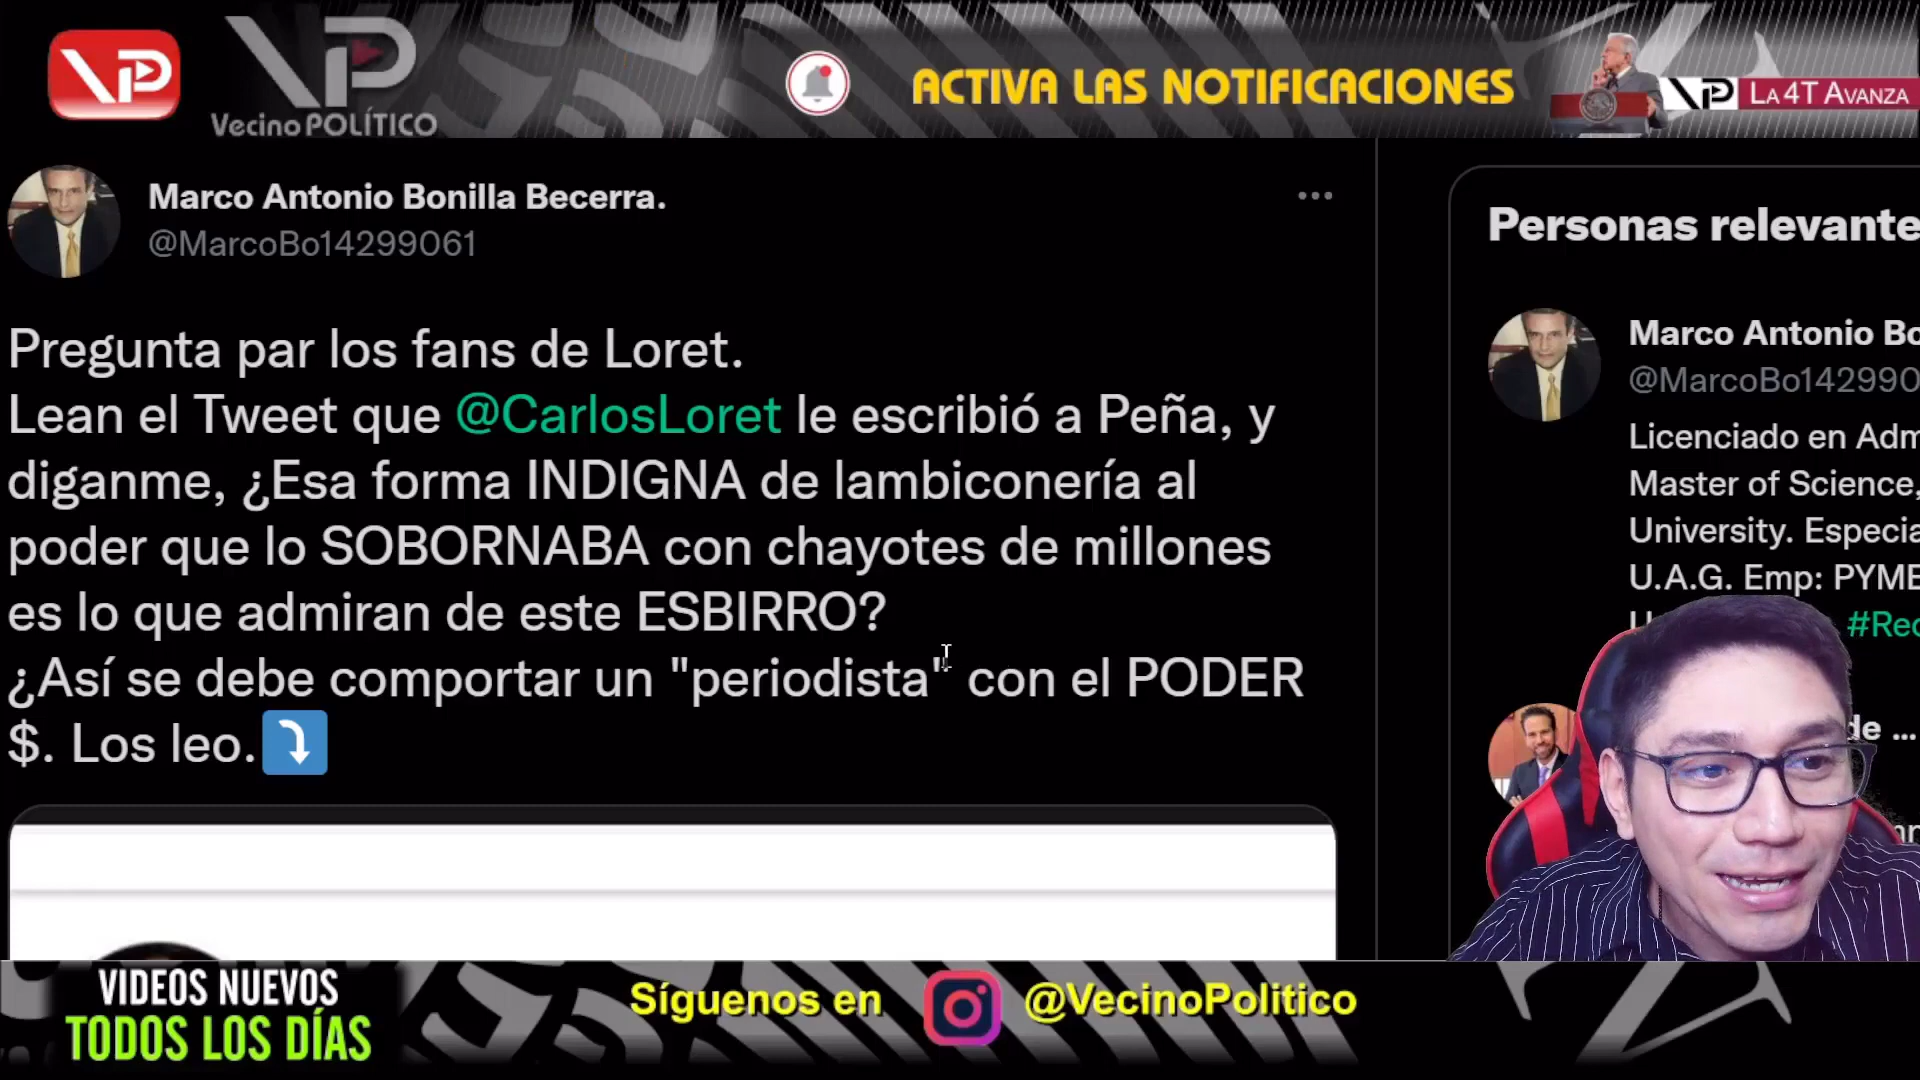 VP
VP
VecinoPOLÍTICO
ACTIVA LAS NOTIFICACIONES
VP LA 4T AVANZA
Marco Antonio Bonilla Becerra.
@MarcoBo14299061
Pregunta par los fans de Loret.
Lean el Tweet que @CarlosLoret le escribió a Peña, y
diganme, ¿Esa forma INDIGNA de lambiconería al
poder que lo SOBORNABA con chayotes de millones
es lo que admiran de este ESBIRRO?
¿Así se debe comportar un "periodista" con el PODER
$. Los leo.
Personas relevante
Marco Antonio Bo
@MarcoBo142990
Licenciado en Adm
Master of Science,
University. Especia
U.A.G. Emp: PYME
#Rec
de ...
VIDEOS NUEVOS
TODOS LOS DÍAS
Síguenos en @VecinoPolitico